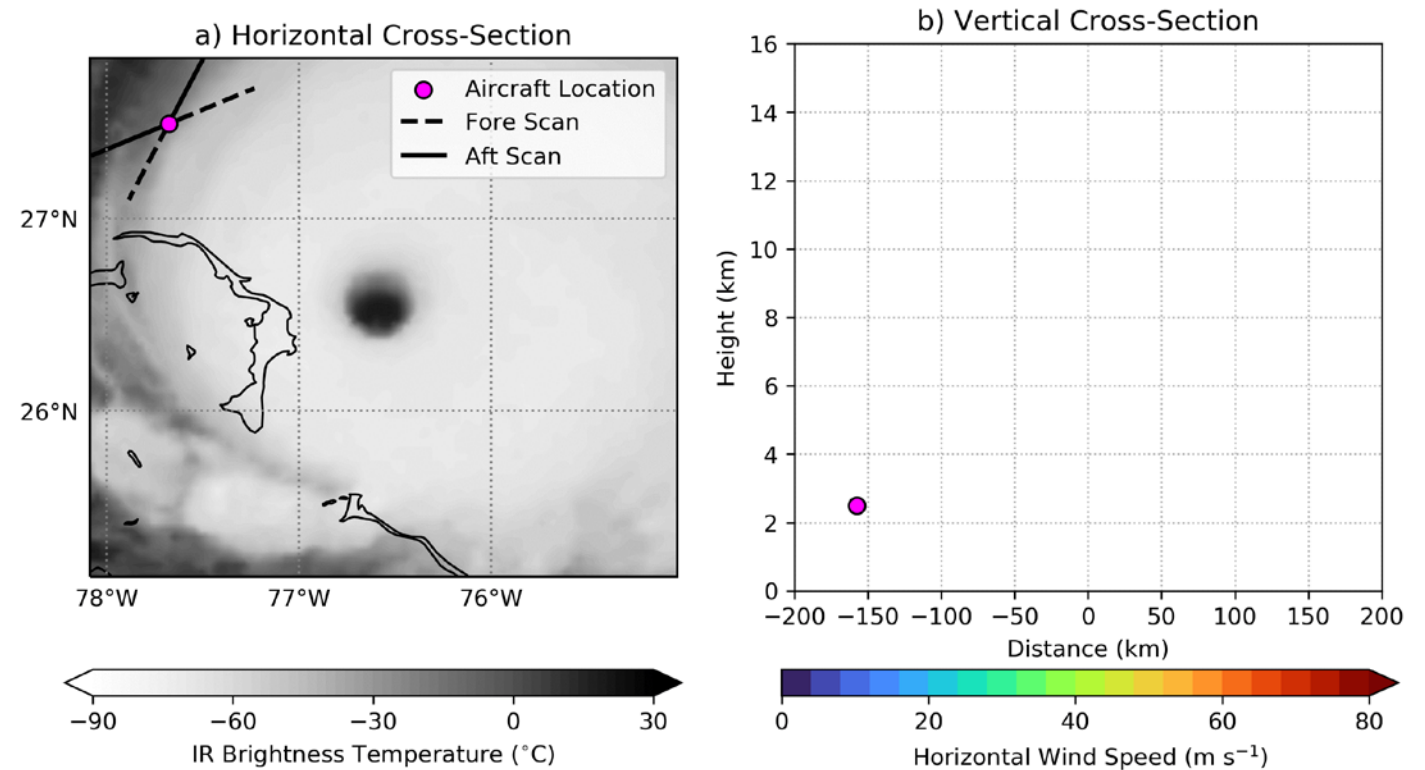 a) Horizontal Cross-Section
Aircraft Location
Fore Scan
Aft Scan
27°N
26°N
78°W
77°W
76°W
−90
−60
−30
0
30
IR Brightness Temperature (°C)
b) Vertical Cross-Section
16
14
12
10
8
6
4
2
0
Height (km)
−200
−150
−100
−50
0
50
100
150
200
Distance (km)
0
20
40
60
80
Horizontal Wind Speed (m s⁻¹)